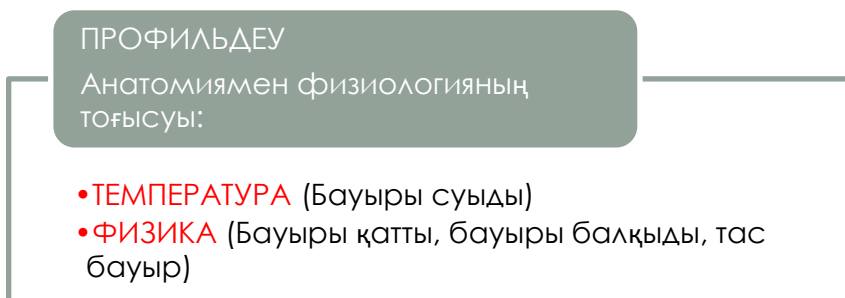 ПРОФИЛЬДЕУ
Анатомиямен физиологияның
тоғысуы:
•ТЕМПЕРАТУРА (Бауыры суыды)
•ФИЗИКА (Бауыры қатты, бауыры балқыды, тас
бауыр)